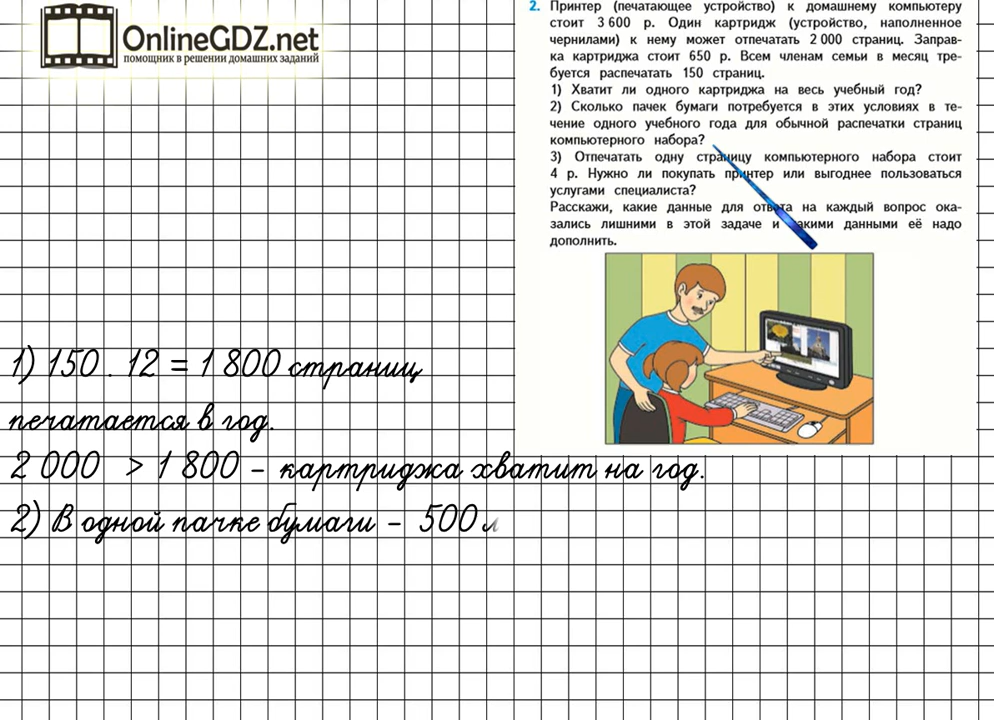 OnlineGDZ.net
помощник в решении домашних заданий
2. Принтер (печатающее устройство) к домашнему компьютеру
стоит 3 600 р. Один картридж (устройство, наполненное
чернилами) к нему может отпечатать 2 000 страниц. Заправ-
ка картриджа стоит 650 р. Всем членам семьи в месяц тре-
буется распечатать 150 страниц.
1) Хватит ли одного картриджа на весь учебный год?
2) Сколько пачек бумаги потребуется в этих условиях в те-
чение одного учебного года для обычной распечатки страниц
компьютерного набора?
3) Отпечатать одну страницу компьютерного набора стоит
4 р. Нужно ли покупать принтер или выгоднее пользоваться
услугами специалиста?
Расскажи, какие данные для ответа на каждый вопрос ока-
зались лишними в этой задаче и какими данными её надо
дополнить.
1) 150 . 12 = 1 800 страниц
печатается в год.
2 000 > 1 800 - картриджа хватит на год.
2) В одной пачке бумаги - 500 л